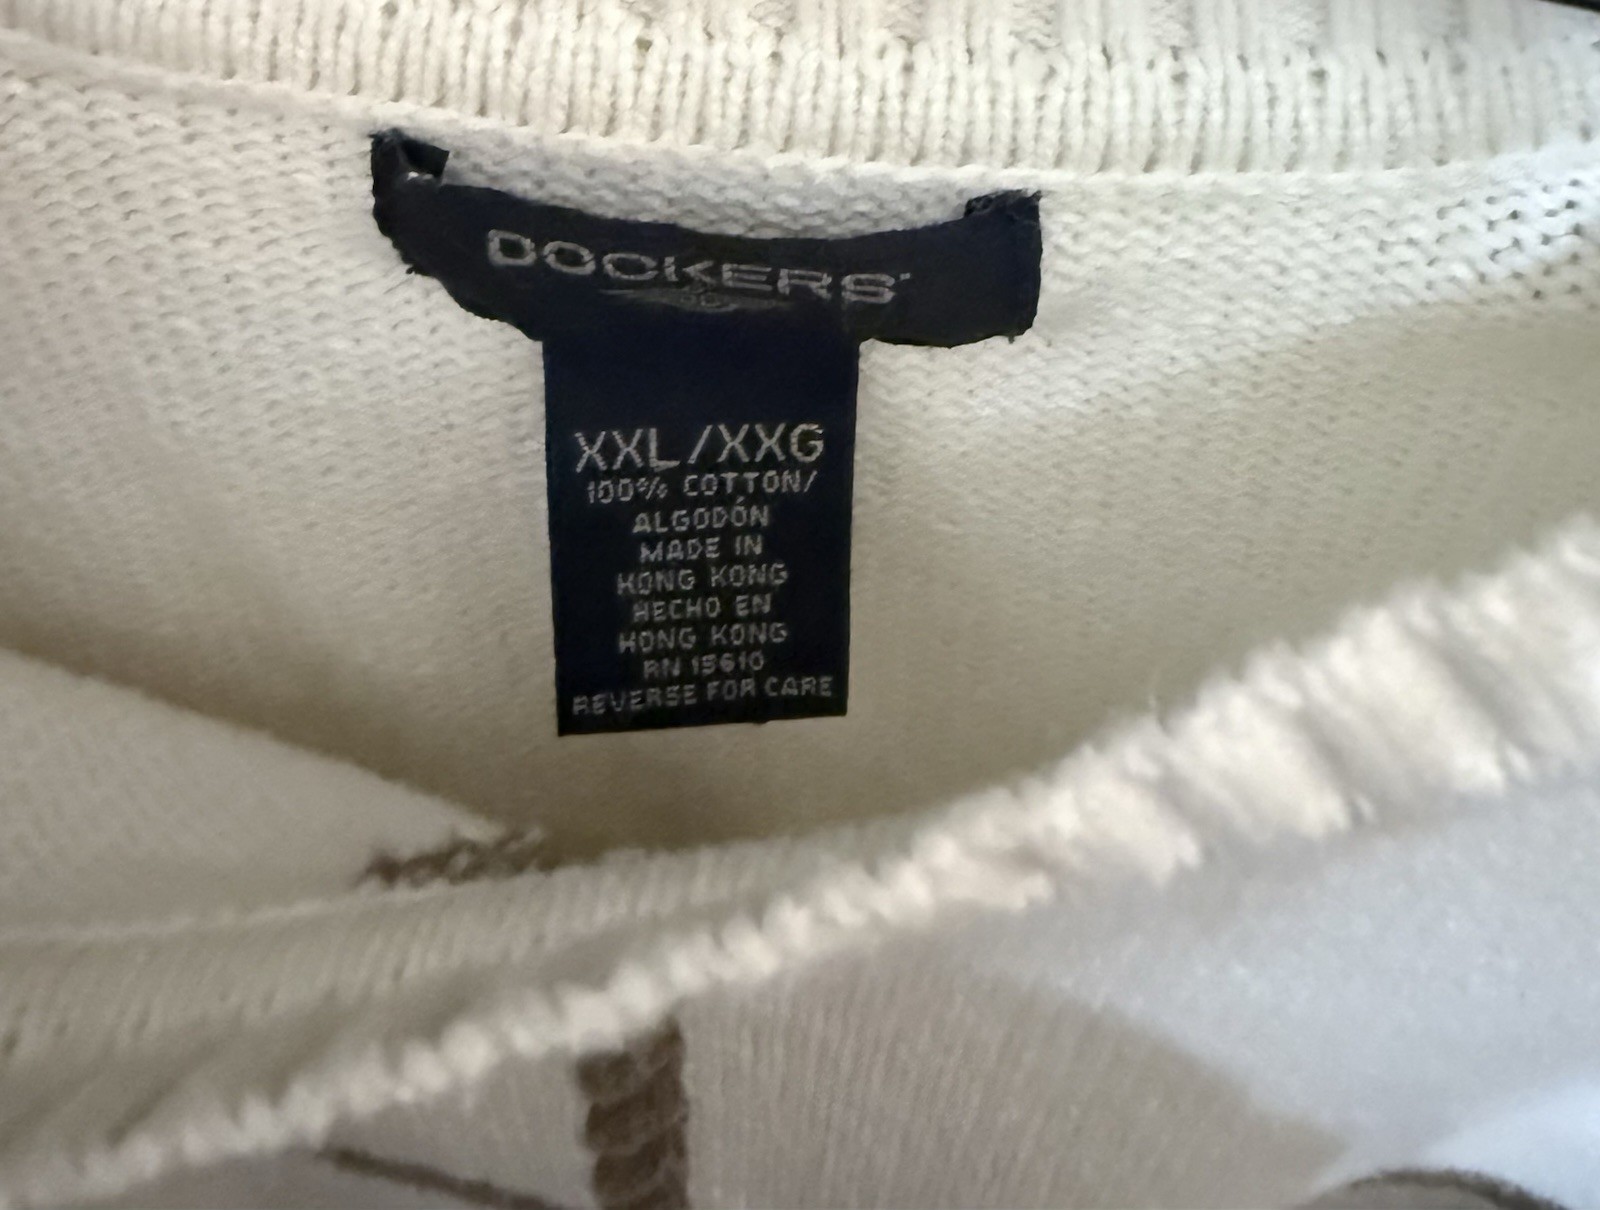 DOCKERS
XXL/XXG
100% COTTON/
ALGODÓN
MADE IN
HONG KONG
HECHO EN
HONG KONG
RN 15610
REVERSE FOR CARE